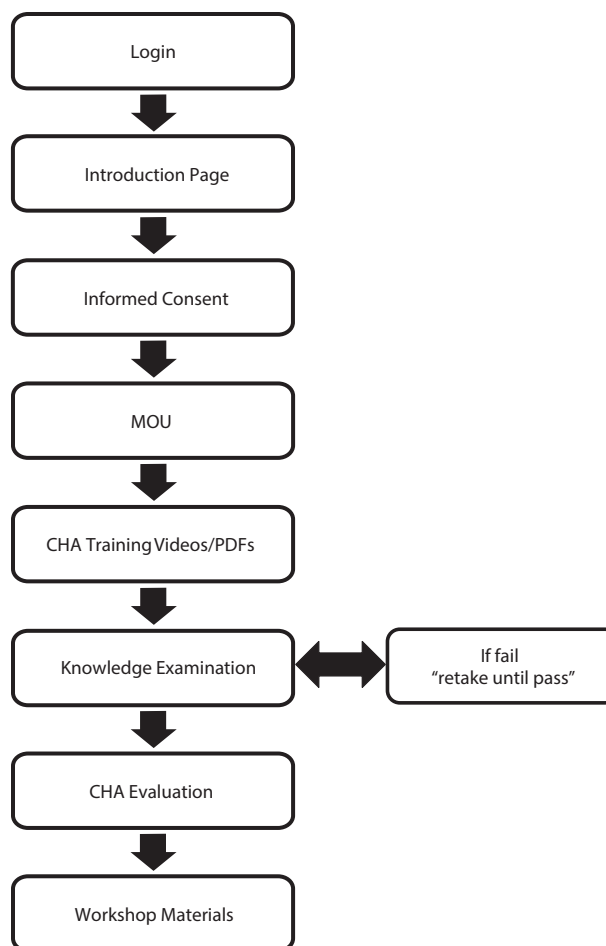 Login
Introduction Page
Informed Consent
MOU
CHA Training Videos/PDFs
Knowledge Examination
If fail
"retake until pass"
CHA Evaluation
Workshop Materials